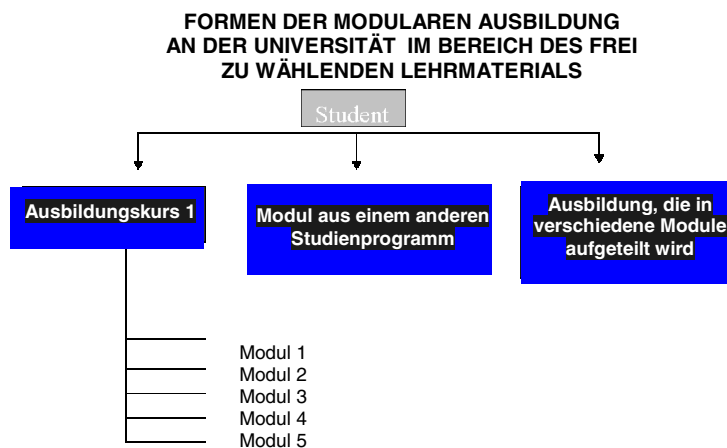 FORMEN DER MODULAREN AUSBILDUNG
AN DER UNIVERSITÄT IM BEREICH DES FREI
ZU WÄHLENDEN LEHRMATERIALS
Student
Ausbildungskurs 1
Modul aus einem anderen
Studienprogramm
Ausbildung, die in
verschiedene Module
aufgeteilt wird
Modul 1
Modul 2
Modul 3
Modul 4
Modul 5